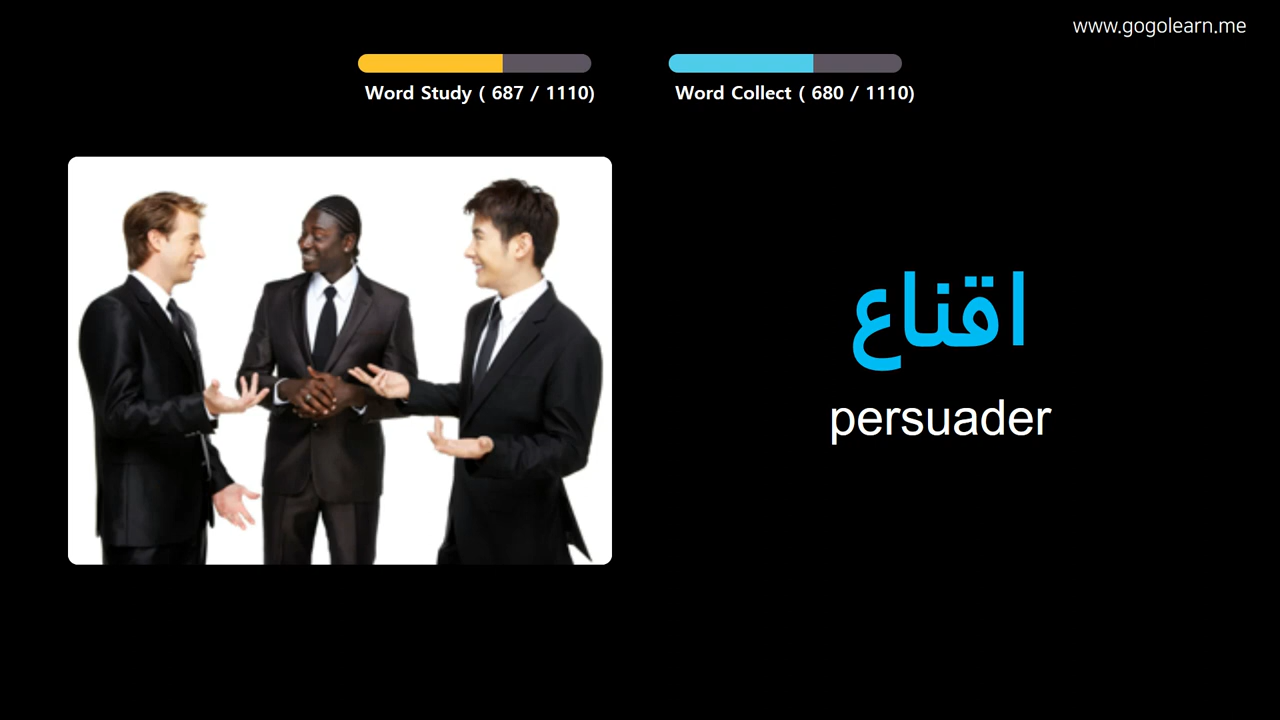 www.gogolearn.me
Word Study ( 687 / 1110)
Word Collect ( 680 / 1110)
اقناع
persuader